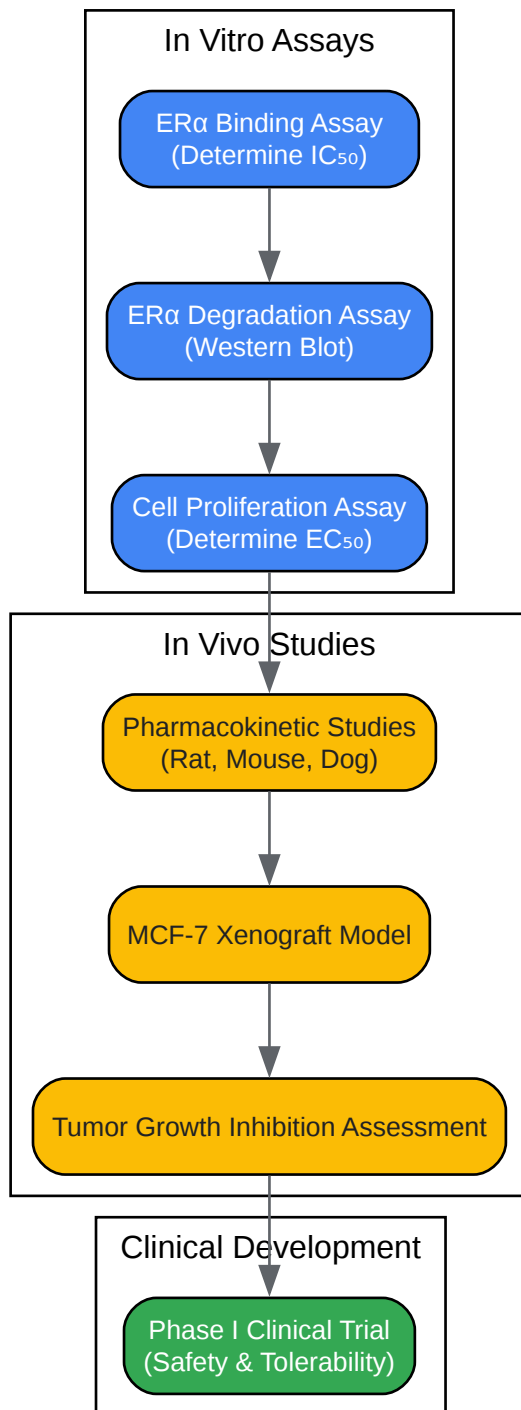 In Vitro Assays
ERα Binding Assay
(Determine IC₅₀)
ERα Degradation Assay
(Western Blot)
Cell Proliferation Assay
(Determine EC₅₀)
In Vivo Studies
Pharmacokinetic Studies
(Rat, Mouse, Dog)
MCF-7 Xenograft Model
Tumor Growth Inhibition Assessment
Clinical Development
Phase I Clinical Trial
(Safety & Tolerability)